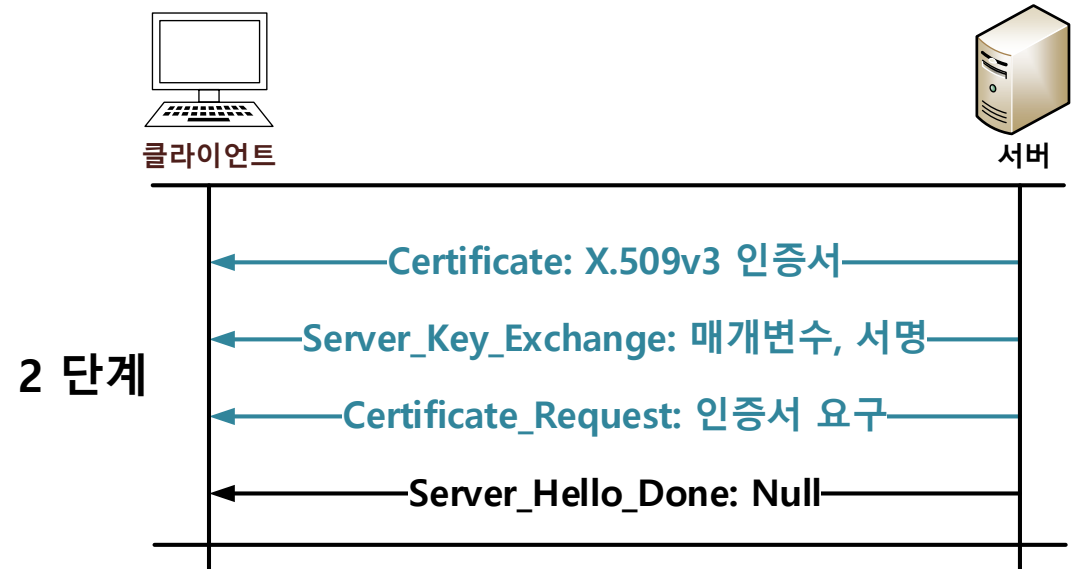 클라이언트
서버
Certificate: X.509v3 인증서
Server_Key_Exchange: 매개변수, 서명
2 단계
Certificate_Request: 인증서 요구
Server_Hello_Done: Null